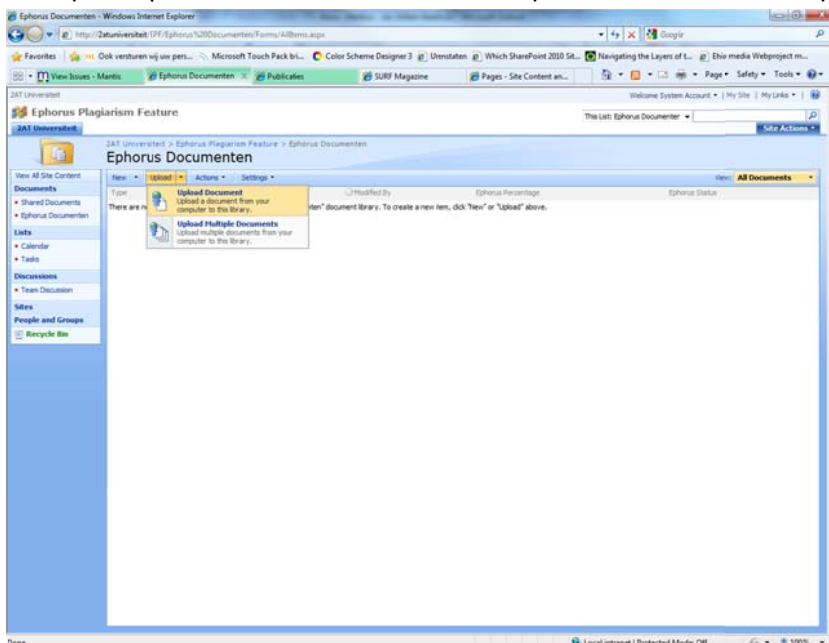 Ephorus Documenten - Windows Internet Explorer
http://2atuniversiteit/EPF/Ephorus%20Documenten/Forms/AllItems.aspx
Google
Favorites Ook versturen wij uw pers... Microsoft Touch Pack bi... Color Scheme Designer 3 Urenstaten Which SharePoint 2010 Sit... Navigating the Layers of t... media Webproject m...
View Issues - Mantis Ephorus Documenten Publicaties SURF Magazine Pages - Site Content an... Page Safety Tools
2AT Universiteit Welcome System Account | My Site | My Links
Ephorus Plagiarism Feature This List: Ephorus Documenten
2AT Universiteit Site Actions
2AT Universiteit > Ephorus Plagiarism Feature > Ephorus Documenten
Ephorus Documenten
View All Site Content New Upload Actions Settings View: All Documents
Documents
Shared Documents
Ephorus Documenten
Lists
Calendar
Tasks
Discussions
Team Discussion
Sites
People and Groups
Recycle Bin
Type Modified By Ephorus Percentage Ephorus Status
There are n
ten" document library. To create a new item, click "New" or "Upload" above.
Upload Document
Upload a document from your
computer to this library.
Upload Multiple Documents
Upload multiple documents from your
computer to this library.
Done Local intranet | Protected Mode: Off 100%